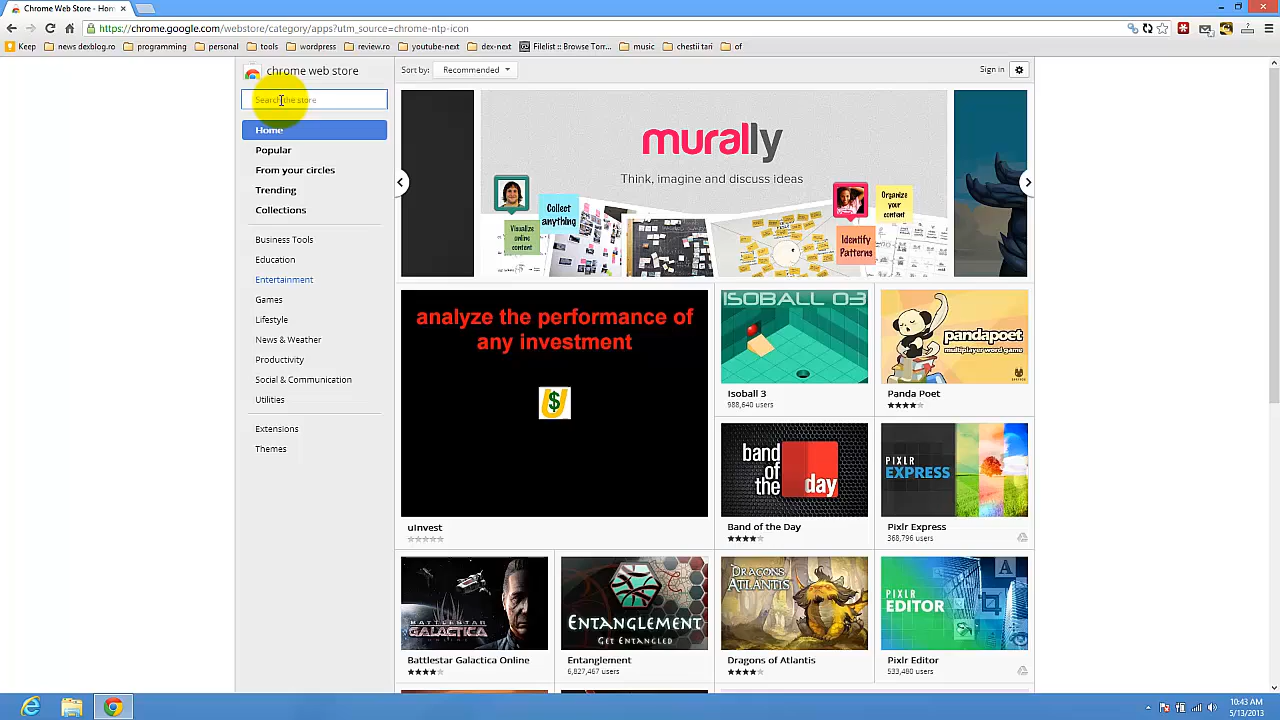 Chrome Web Store - Hom
https://chrome.google.com/webstore/category/apps?utm_source=chrome-ntp-icon
Keep
news dexblog.ro
programming
personal
tools
wordpress
review.ro
youtube-next
dex-next
Filelist :: Browse Torr...
music
chestii tari
of
chrome web store
Search the store
Home
Popular
From your circles
Trending
Collections
Business Tools
Education
Entertainment
Games
Lifestyle
News & Weather
Productivity
Social & Communication
Utilities
Extensions
Themes
Sort by:
Recommended
Sign in
murally
Think, imagine and discuss ideas
Collect
anything
Visualize
online
content
Organize
your
content
Identify
Patterns
analyze the performance of
any investment
U$
uInvest
ISOBALL 03
Isoball 3
988,640 users
pandapoet
multiplayer word game
Panda Poet
band
of
the
day
Band of the Day
PIXLR
EXPRESS
Pixlr Express
368,796 users
BATTLESTAR
GALACTICA
Battlestar Galactica Online
ENTANGLEMENT
GET ENTANGLED
Entanglement
6,827,467 users
DRAGONS
OF
ATLANTIS
Dragons of Atlantis
PIXLR
EDITOR
A
Pixlr Editor
533,480 users
10:43 AM
5/13/2013